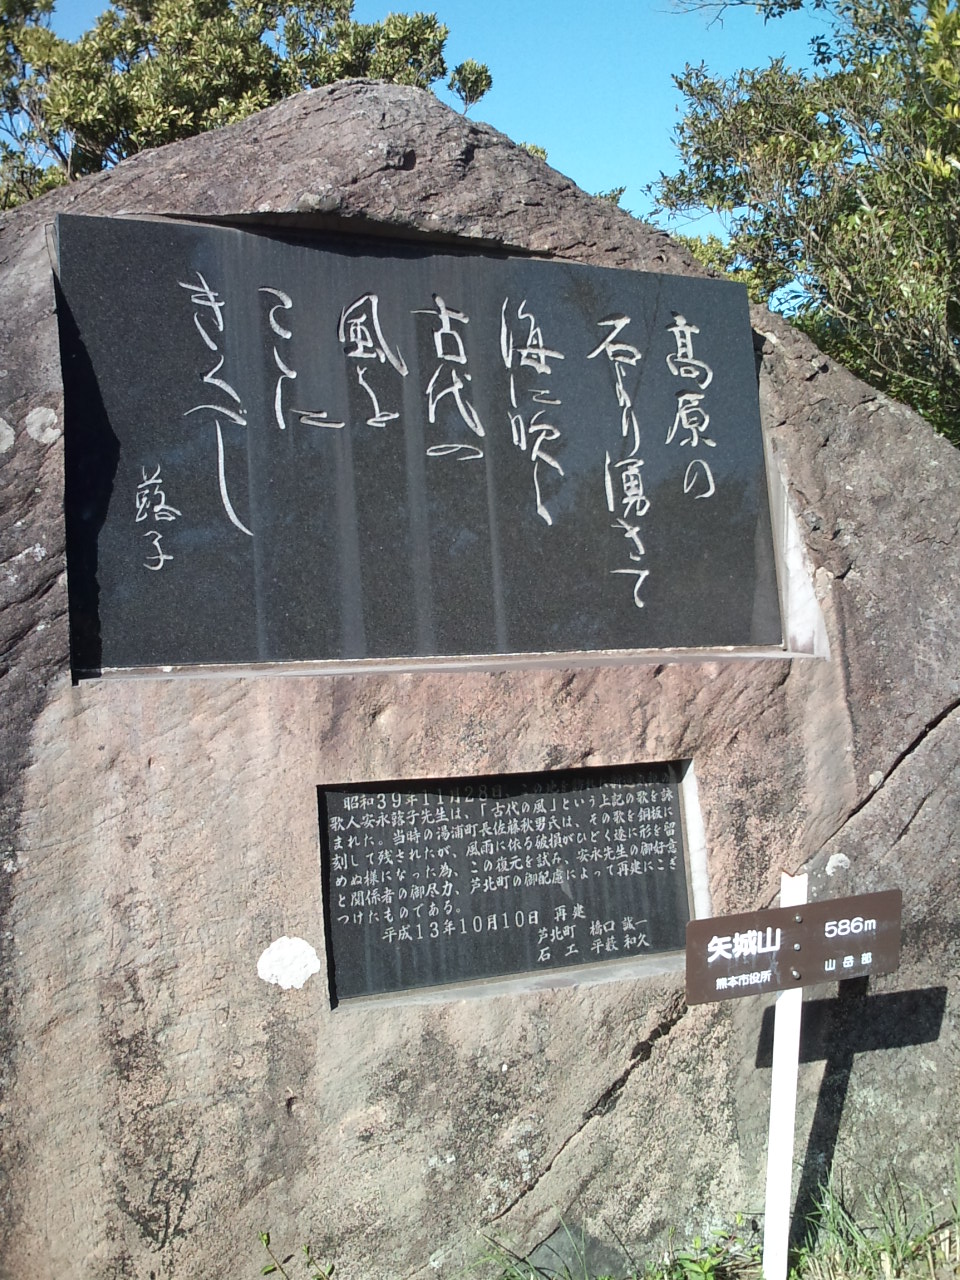 高原の
石より湧きて
海に吹く
古代の
風を
ここに
きくべし
蕗子
昭和39年11月28日、この地を
歌人安永蕗子先生は、「古代の風」という上記の歌を詠
まれた。当時の湯浦町長佐藤秋男氏は、その歌を銅板に
刻して残されたが、風雨に依る破損がひどく遂に形を留
めぬ様になった為、この復元を試み、安永先生の御好意
と関係者の御尽力、芦北町の御配慮によって再建にこぎ
つけたものである。
平成13年10月10日 再建
芦北町 橋口 誠一
石工 平薮 和久
矢城山 586m
熊本市役所 山岳部